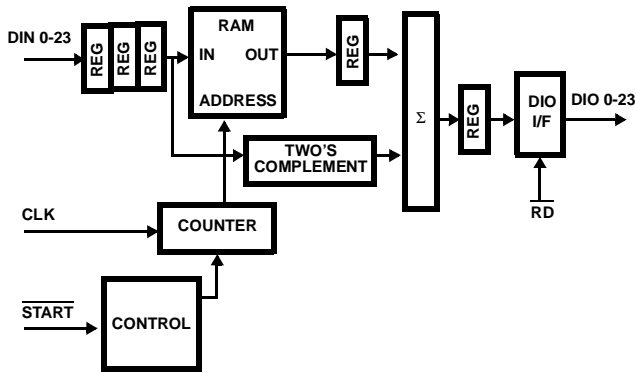 DIN 0-23
REG
REG
REG
RAM
IN OUT
ADDRESS
REG
Σ
REG
DIO
I/F
DIO 0-23
TWO'S
COMPLEMENT
RD
CLK
COUNTER
START
CONTROL